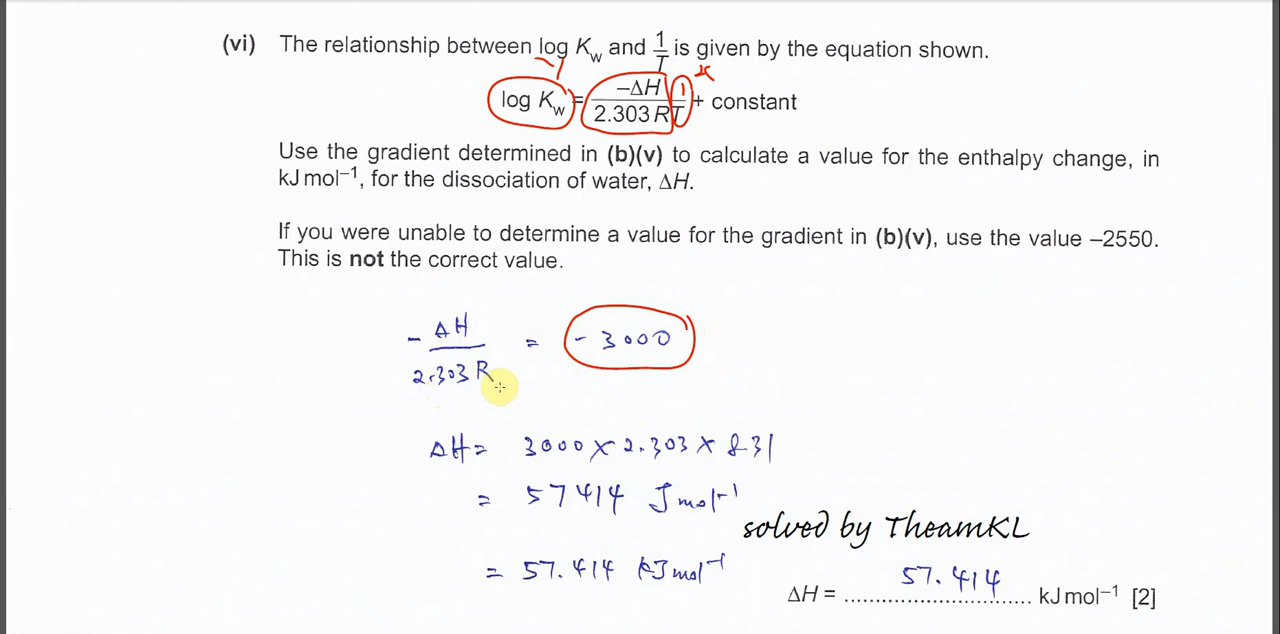 (vi) The relationship between log Kw and 1/T is given by the equation shown.
y
x
log Kw = −ΔH/2.303 R 1/T + constant
Use the gradient determined in (b)(v) to calculate a value for the enthalpy change, in
kJ mol⁻¹, for the dissociation of water, ΔH.
If you were unable to determine a value for the gradient in (b)(v), use the value −2550.
This is not the correct value.
- ΔH/2.303 R = - 3000
ΔH = 3000 × 2.303 × 8.31
= 57414 J mol⁻¹
solved by TheamKL
= 57.414 kJ mol⁻¹
ΔH = 57.414 kJ mol⁻¹ [2]